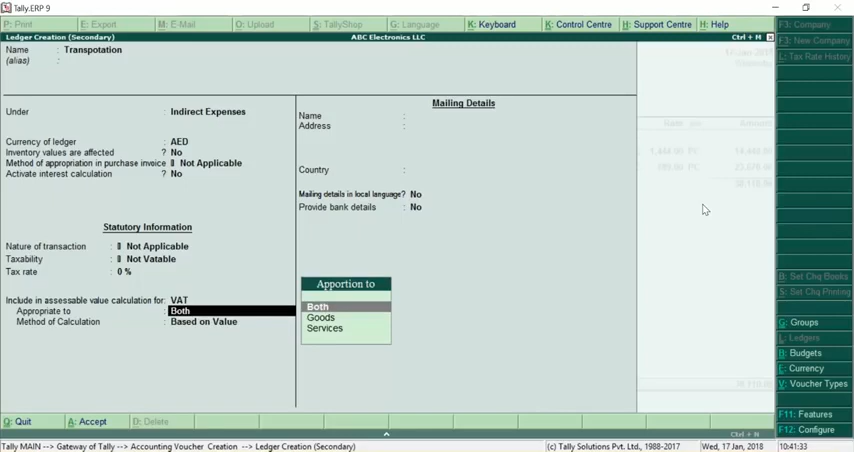 Tally.ERP 9
P: Print E: Export M: E-Mail O: Upload S: TallyShop G: Language K: Keyboard K: Control Centre H: Support Centre H: Help F3: Company
Ledger Creation (Secondary) ABC Electronics LLC Ctrl + M F3: New Company
Name : Transpotation
(alias) :
L: Tax Rate History
Under : Indirect Expenses
Currency of ledger : AED
Inventory values are affected ? No
Method of appropriation in purchase invoice Not Applicable
Activate interest calculation ? No
Mailing Details
Name :
Address :
Country :
Mailing details in local language? No
Provide bank details : No
Statutory Information
Nature of transaction : Not Applicable
Taxability : Not Vatable
Tax rate : 0 %
Include in assessable value calculation for: VAT
Appropriate to : Both
Method of Calculation : Based on Value
Apportion to
Both
Goods
Services
B: Set Chq Books
S: Set Chq Printing
G: Groups
L: Ledgers
B: Budgets
E: Currency
V: Voucher Types
F11: Features
F12: Configure
Q: Quit A: Accept D: Delete
Ctrl + N
Tally MAIN --> Gateway of Tally --> Accounting Voucher Creation --> Ledger Creation (Secondary) (c) Tally Solutions Pvt. Ltd., 1988-2017 Wed, 17 Jan, 2018 10:41:33